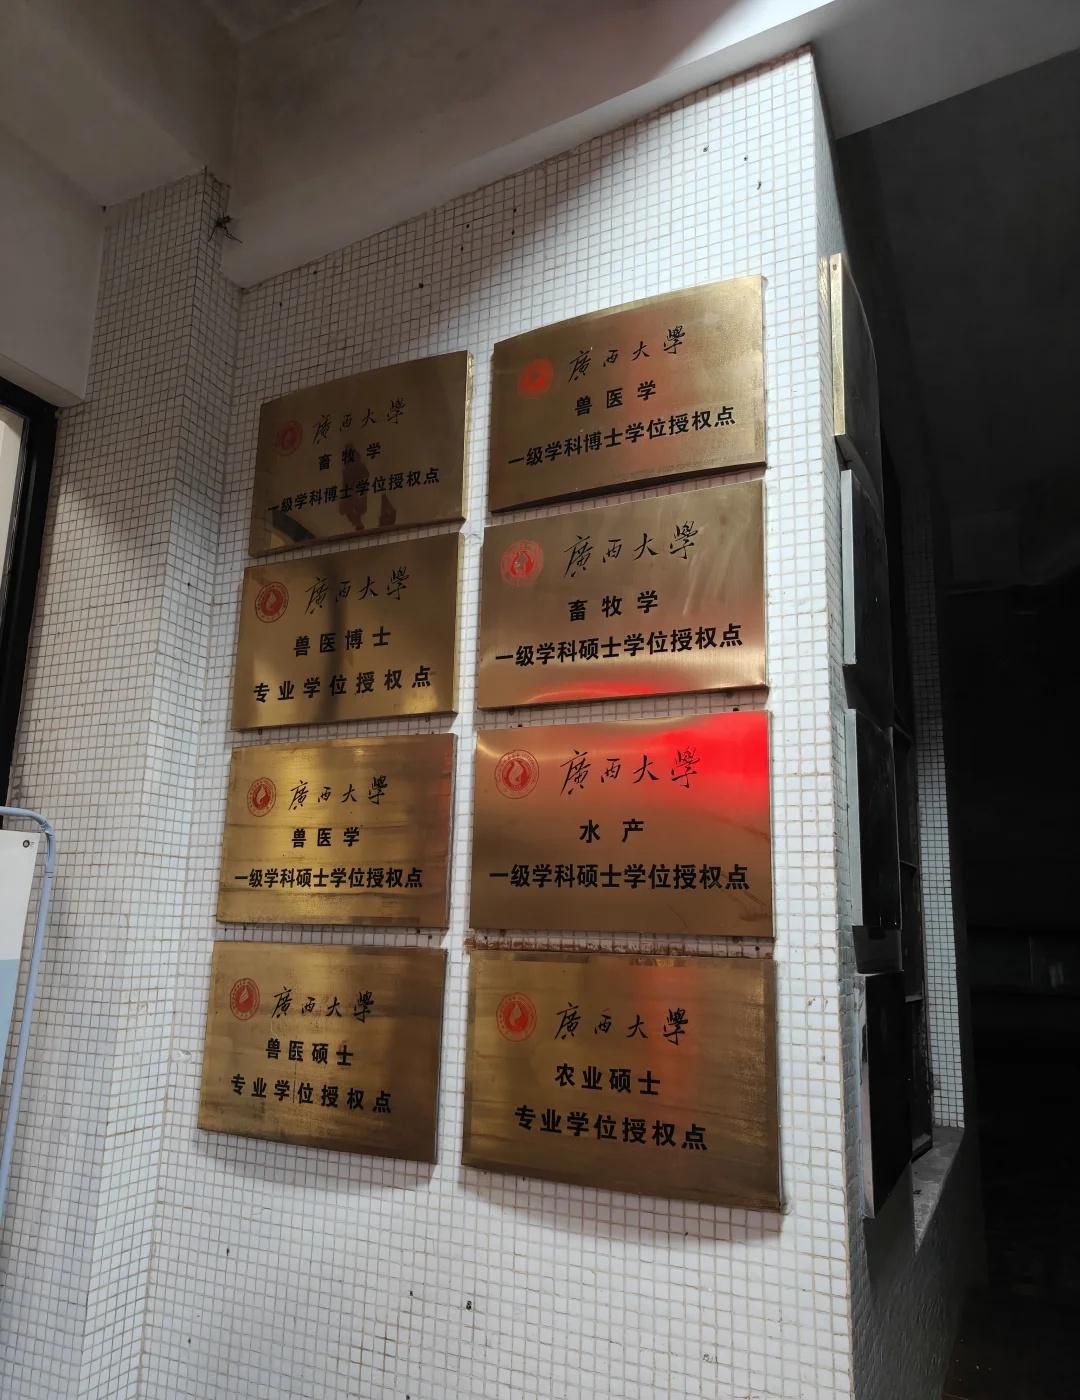 廣西大學
畜牧学
一级学科博士学位授权点
廣西大學
兽医学
一级学科博士学位授权点
廣西大學
兽医博士
专业学位授权点
廣西大學
畜牧学
一级学科硕士学位授权点
廣西大學
兽医学
一级学科硕士学位授权点
廣西大學
水产
一级学科硕士学位授权点
廣西大學
兽医硕士
专业学位授权点
廣西大學
农业硕士
专业学位授权点